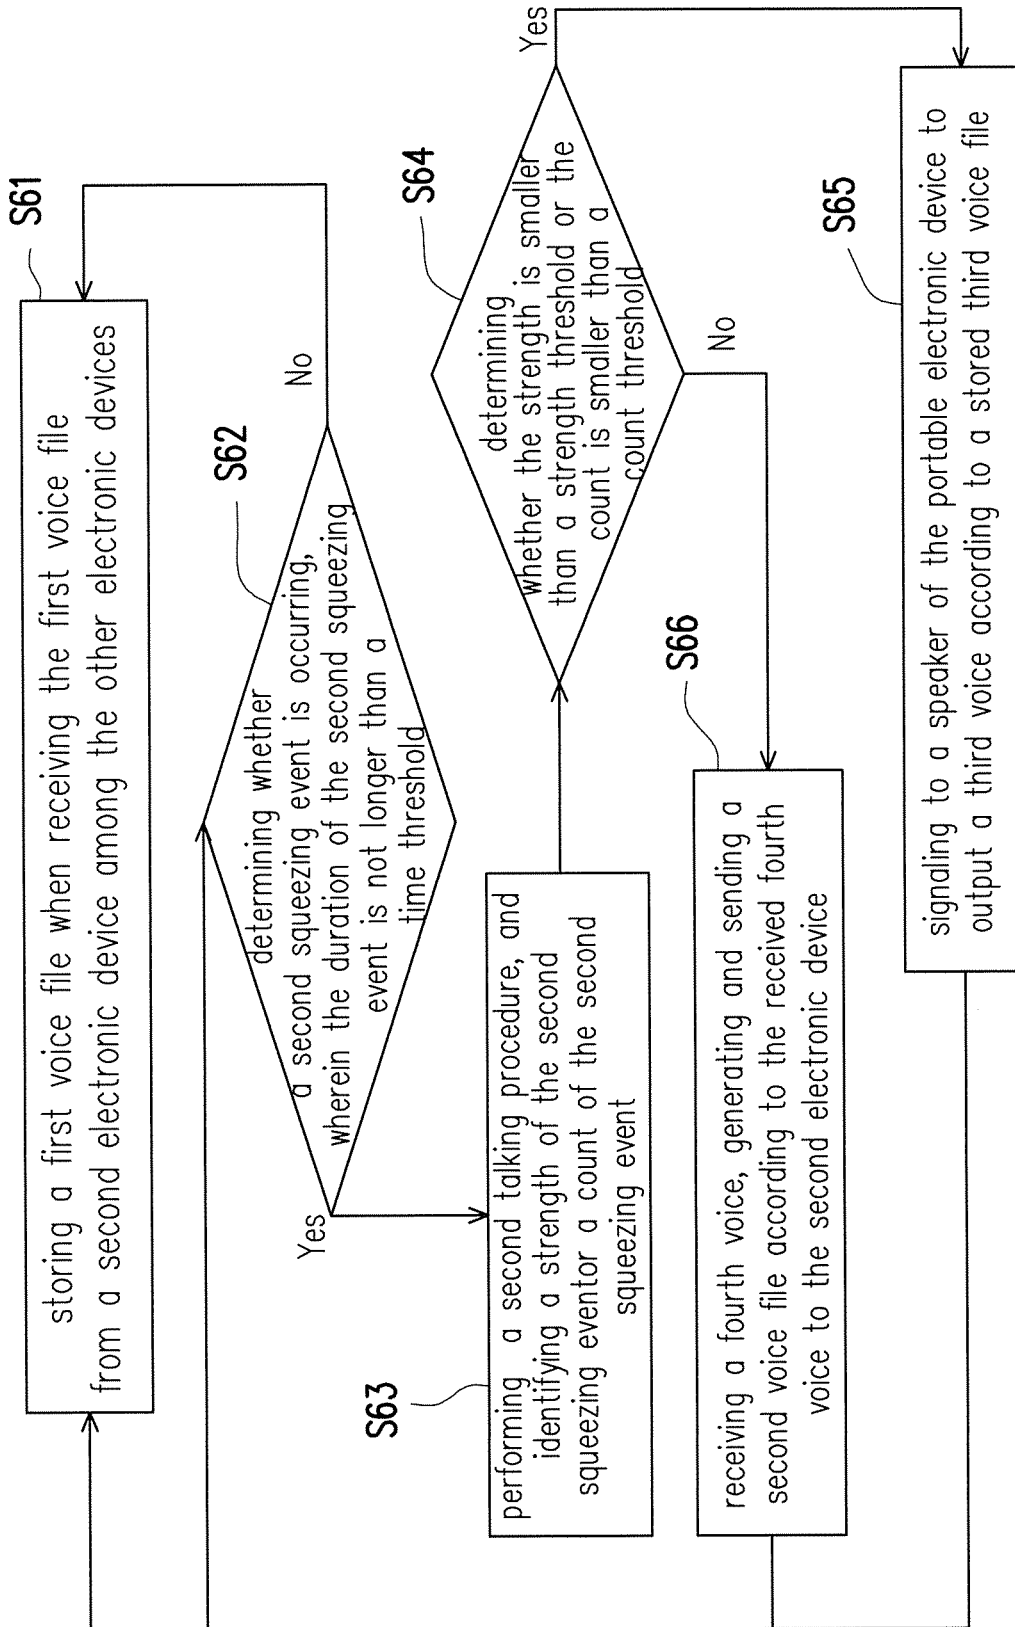 S61
storing a first voice file when receiving the first voice file
from a second electronic device among the other electronic devices
S62
determining whether
a second squeezing event is occurring,
wherein the duration of the second squeezing
event is not longer than a
time threshold
No
Yes
S63
performing a second talking procedure, and
identifying a strength of the second
squeezing eventor a count of the second
squeezing event
S64
determining
whether the strength is smaller
than a strength threshold or the
count is smaller than a
count threshold
Yes
No
S66
receiving a fourth voice, generating and sending a
second voice file according to the received fourth
voice to the second electronic device
S65
signaling to a speaker of the portable electronic device to
output a third voice according to a stored third voice file